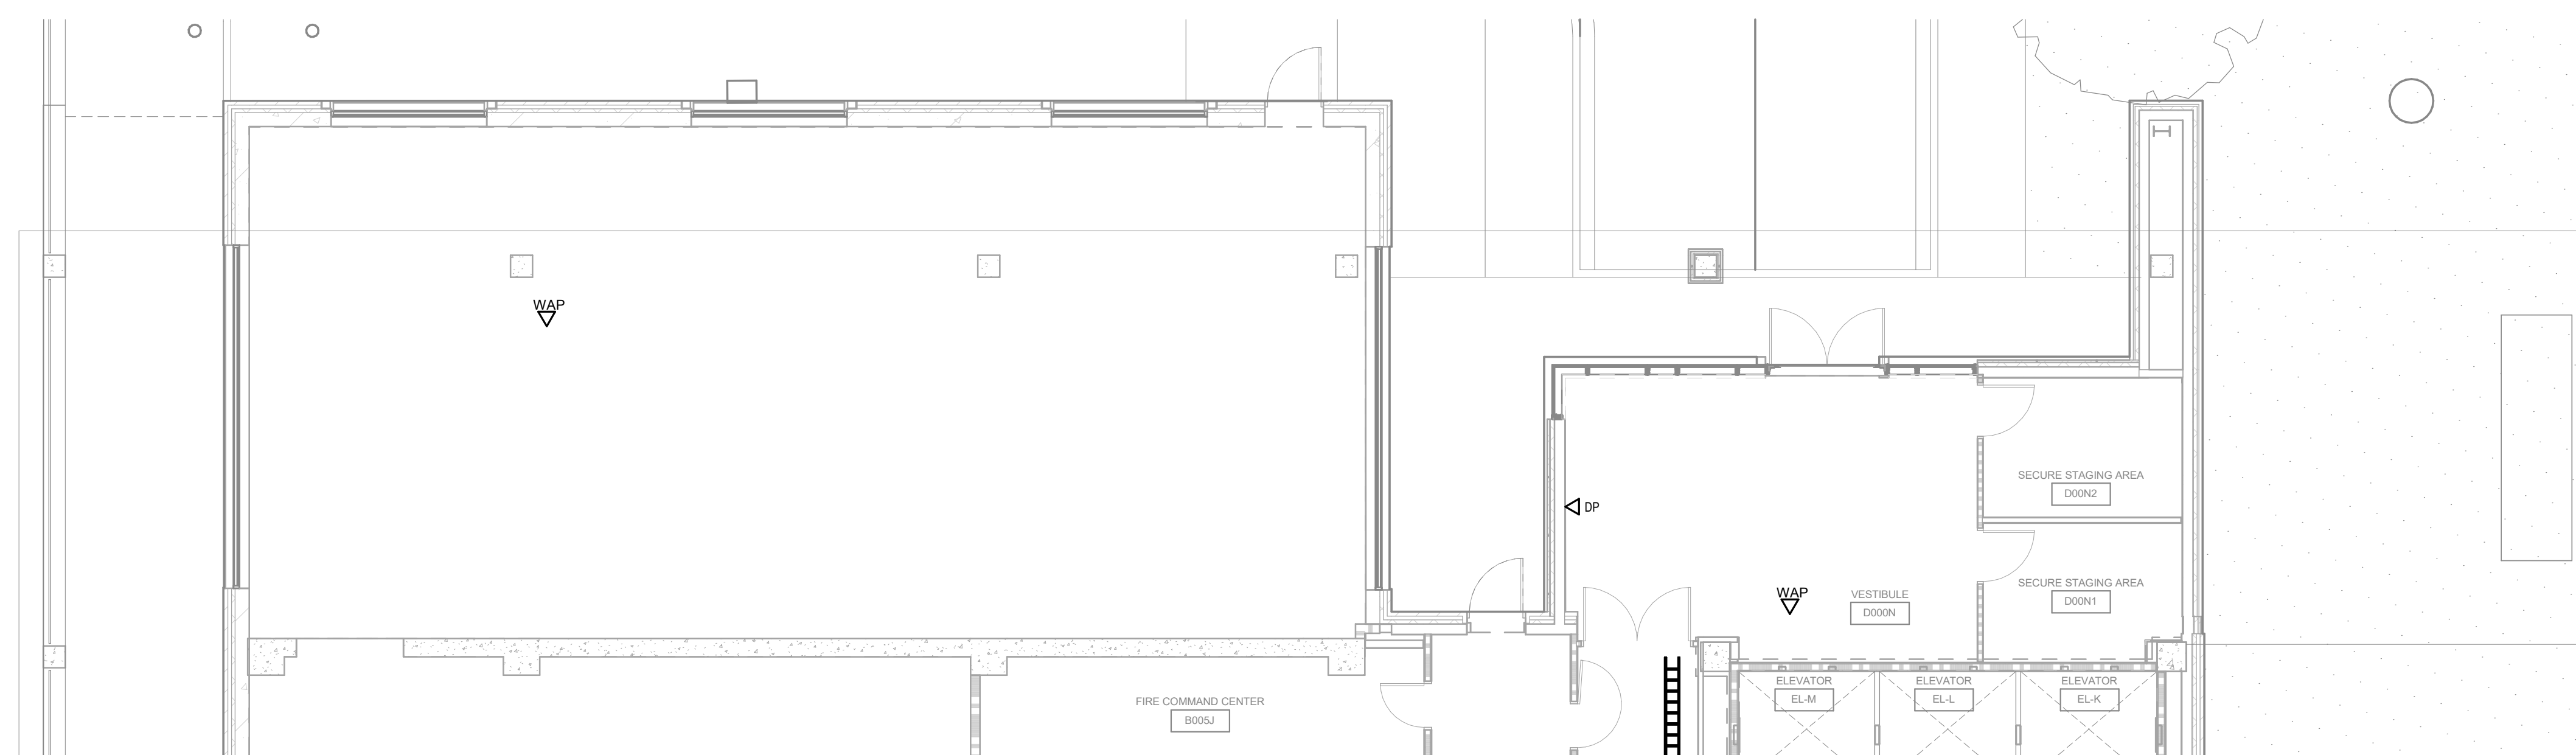 WAP
SECURE STAGING AREA
D00N2
DP
SECURE STAGING AREA
D00N1
WAP
VESTIBULE
D000N
FIRE COMMAND CENTER
B005J
ELEVATOR
EL-M
ELEVATOR
EL-L
ELEVATOR
EL-K